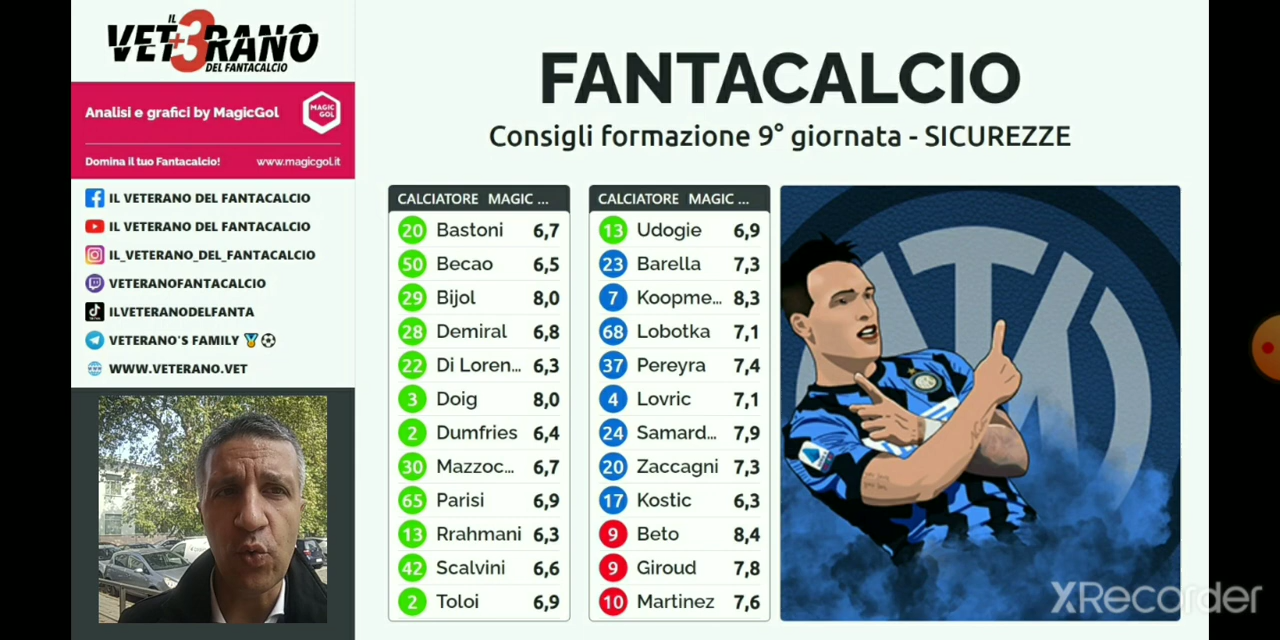 IL
VET+3RANO
DEL FANTACALCIO
Analisi e grafici by MagicGol
MAGIC
GOL
Domina il tuo Fantacalcio! www.magicgol.it
IL VETERANO DEL FANTACALCIO
IL VETERANO DEL FANTACALCIO
IL_VETERANO_DEL_FANTACALCIO
VETERANOFANTACALCIO
ILVETERANODELFANTA
VETERANO'S FAMILY 🏅⚽
WWW.VETERANO.VET
FANTACALCIO
Consigli formazione 9° giornata - SICUREZZE
CALCIATORE MAGIC ...
20 Bastoni 6,7
50 Becao 6,5
29 Bijol 8,0
28 Demiral 6,8
22 Di Loren... 6,3
3 Doig 8,0
2 Dumfries 6,4
30 Mazzoc... 6,7
65 Parisi 6,9
13 Rrahmani 6,3
42 Scalvini 6,6
2 Toloi 6,9
CALCIATORE MAGIC ...
13 Udogie 6,9
23 Barella 7,3
7 Koopme... 8,3
68 Lobotka 7,1
37 Pereyra 7,4
4 Lovric 7,1
24 Samard... 7,9
20 Zaccagni 7,3
17 Kostic 6,3
9 Beto 8,4
9 Giroud 7,8
10 Martinez 7,6
XRecorder